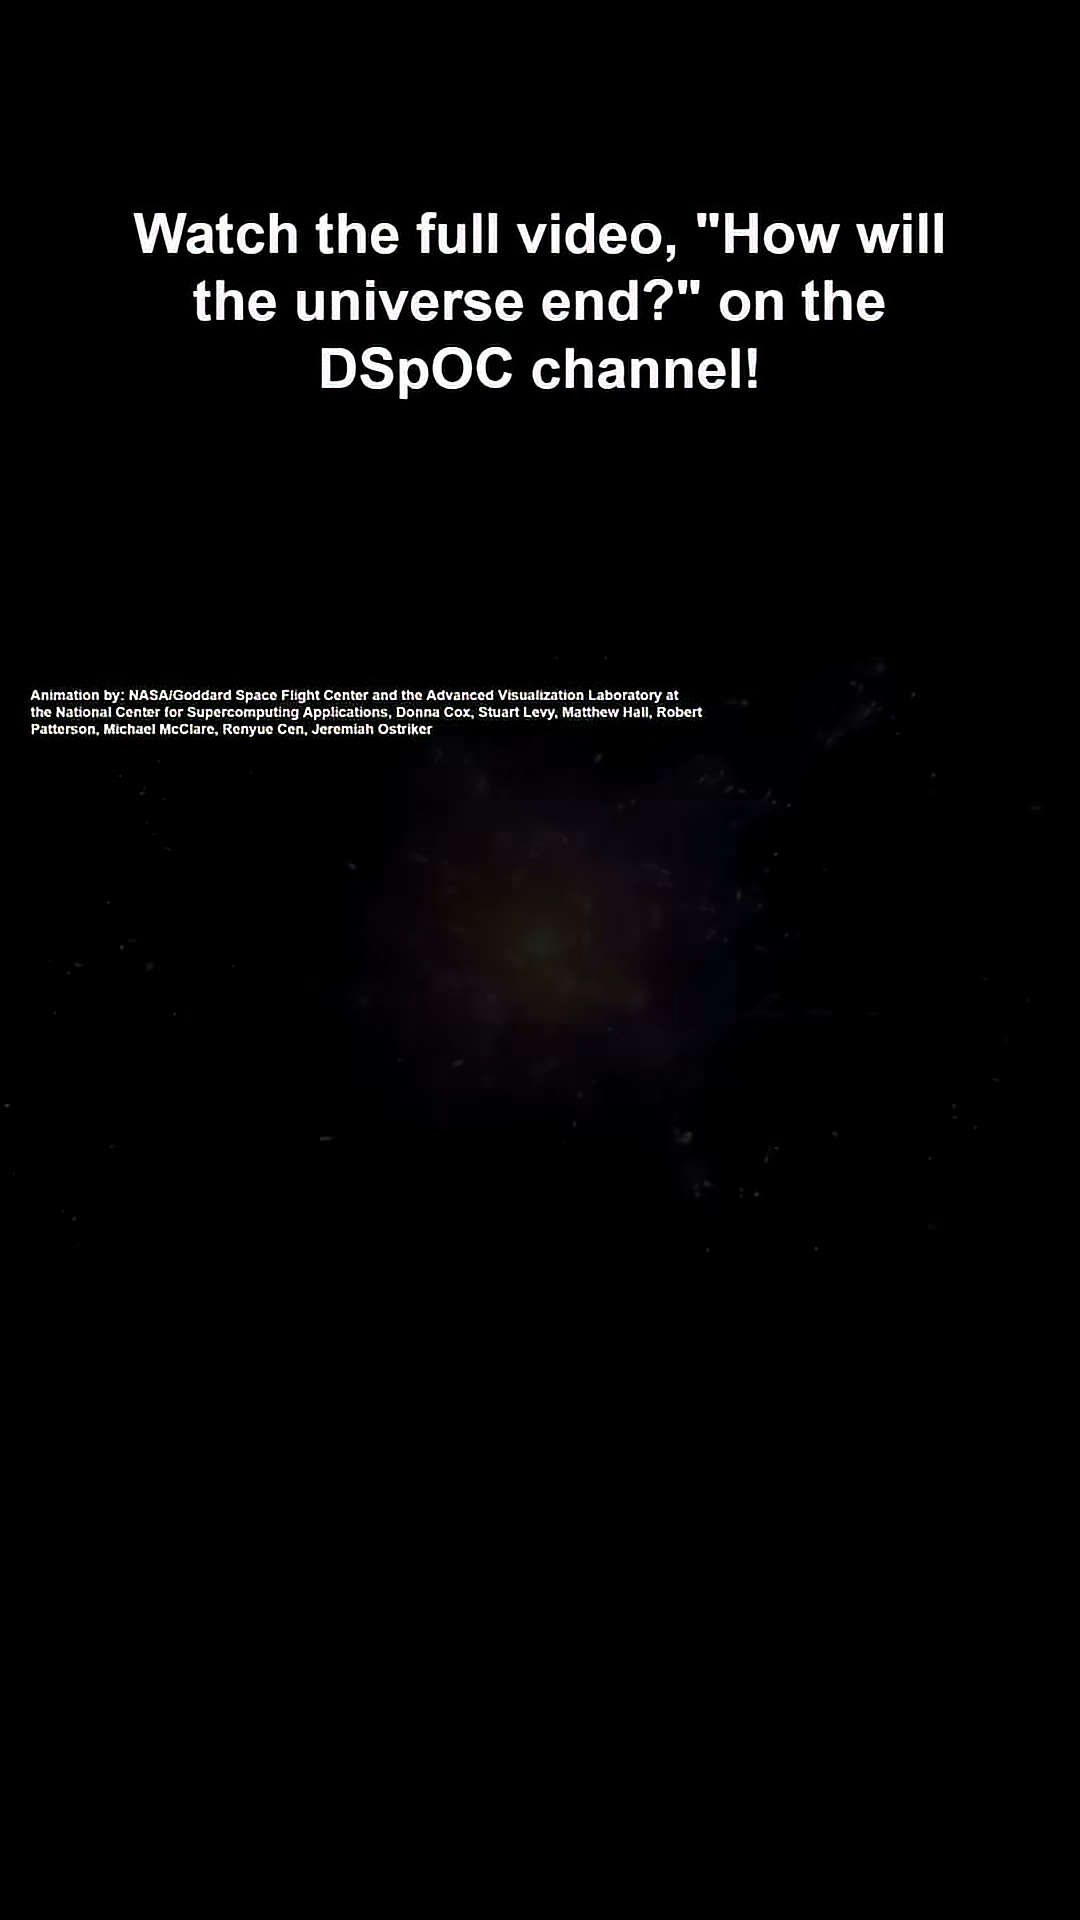 Watch the full video, "How will
the universe end?" on the
DSpOC channel!
Animation by: NASA/Goddard Space Flight Center and the Advanced Visualization Laboratory at
the National Center for Supercomputing Applications, Donna Cox, Stuart Levy, Matthew Hall, Robert
Patterson, Michael McClare, Renyue Cen, Jeremiah Ostriker